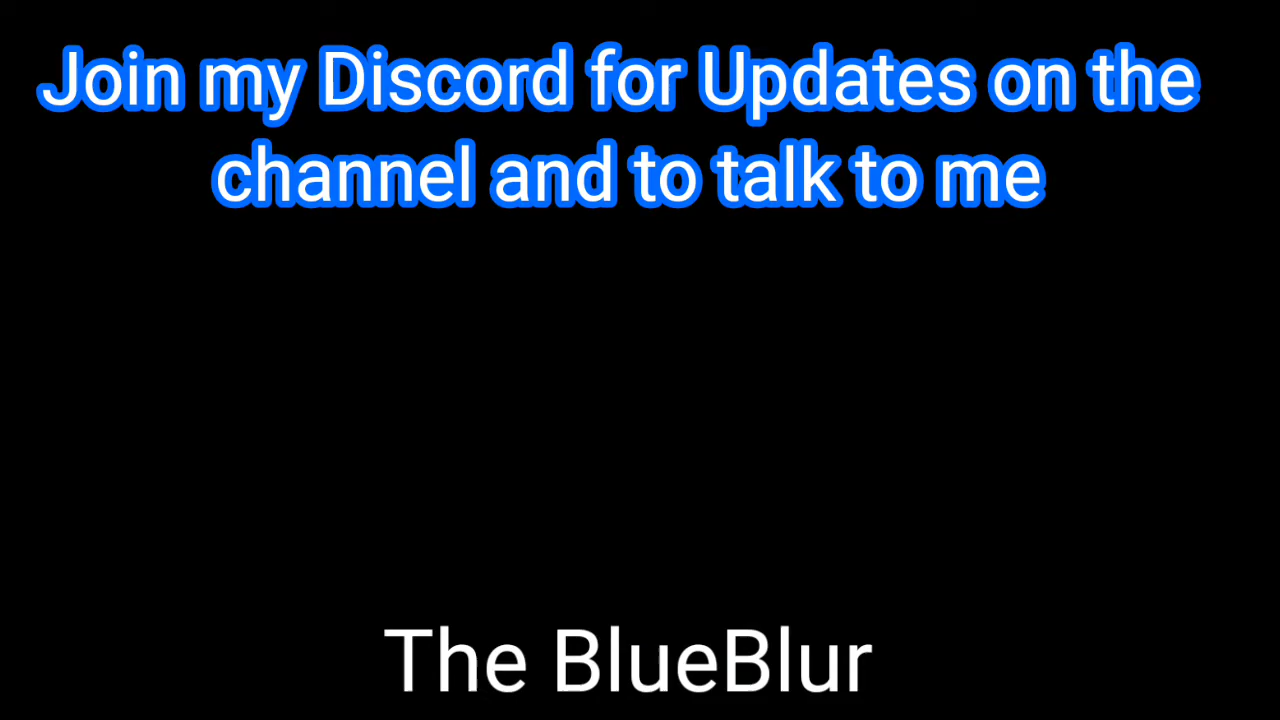 Join my Discord for Updates on the
channel and to talk to me
The BlueBlur